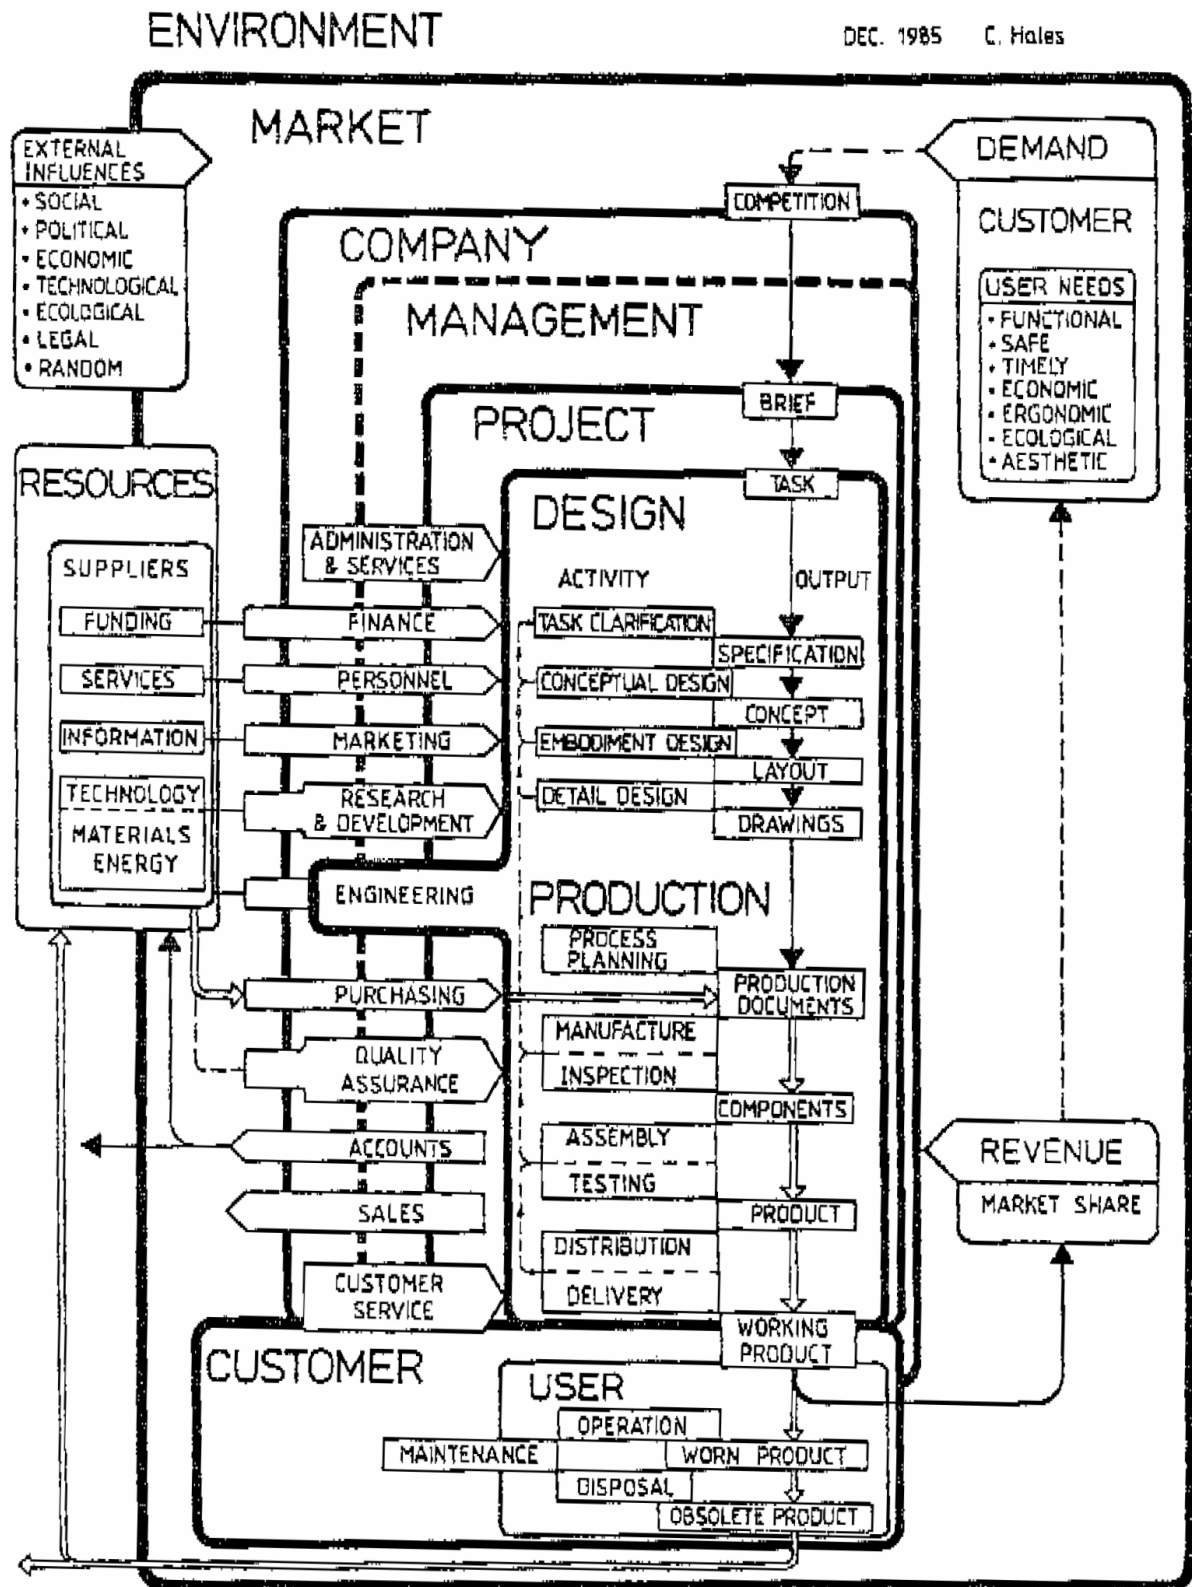 ENVIRONMENT
DEC. 1985 C. Hales
MARKET
EXTERNAL
INFLUENCES
• SOCIAL
• POLITICAL
• ECONOMIC
• TECHNOLOGICAL
• ECOLOGICAL
• LEGAL
• RANDOM
DEMAND
CUSTOMER
USER NEEDS
• FUNCTIONAL
• SAFE
• TIMELY
• ECONOMIC
• ERGONOMIC
• ECOLOGICAL
• AESTHETIC
COMPETITION
COMPANY
MANAGEMENT
BRIEF
PROJECT
TASK
DESIGN
RESOURCES
SUPPLIERS
FUNDING
SERVICES
INFORMATION
TECHNOLOGY
MATERIALS
ENERGY
ADMINISTRATION
& SERVICES
FINANCE
PERSONNEL
MARKETING
RESEARCH
& DEVELOPMENT
ENGINEERING
PURCHASING
QUALITY
ASSURANCE
ACCOUNTS
SALES
CUSTOMER
SERVICE
ACTIVITY
OUTPUT
TASK CLARIFICATION
SPECIFICATION
CONCEPTUAL DESIGN
CONCEPT
EMBODIMENT DESIGN
LAYOUT
DETAIL DESIGN
DRAWINGS
PRODUCTION
PROCESS
PLANNING
PRODUCTION
DOCUMENTS
MANUFACTURE
INSPECTION
COMPONENTS
ASSEMBLY
TESTING
PRODUCT
DISTRIBUTION
DELIVERY
WORKING
PRODUCT
REVENUE
MARKET SHARE
CUSTOMER
USER
OPERATION
MAINTENANCE
WORN PRODUCT
DISPOSAL
OBSOLETE PRODUCT